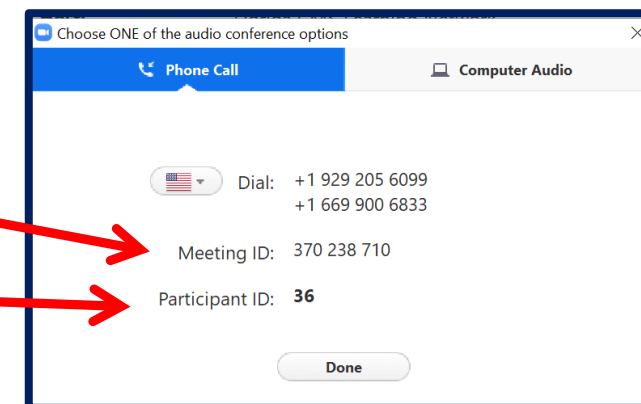 Choose ONE of the audio conference options
Phone Call
Computer Audio
Dial: +1 929 205 6099
+1 669 900 6833
Meeting ID: 370 238 710
Participant ID: 36
Done